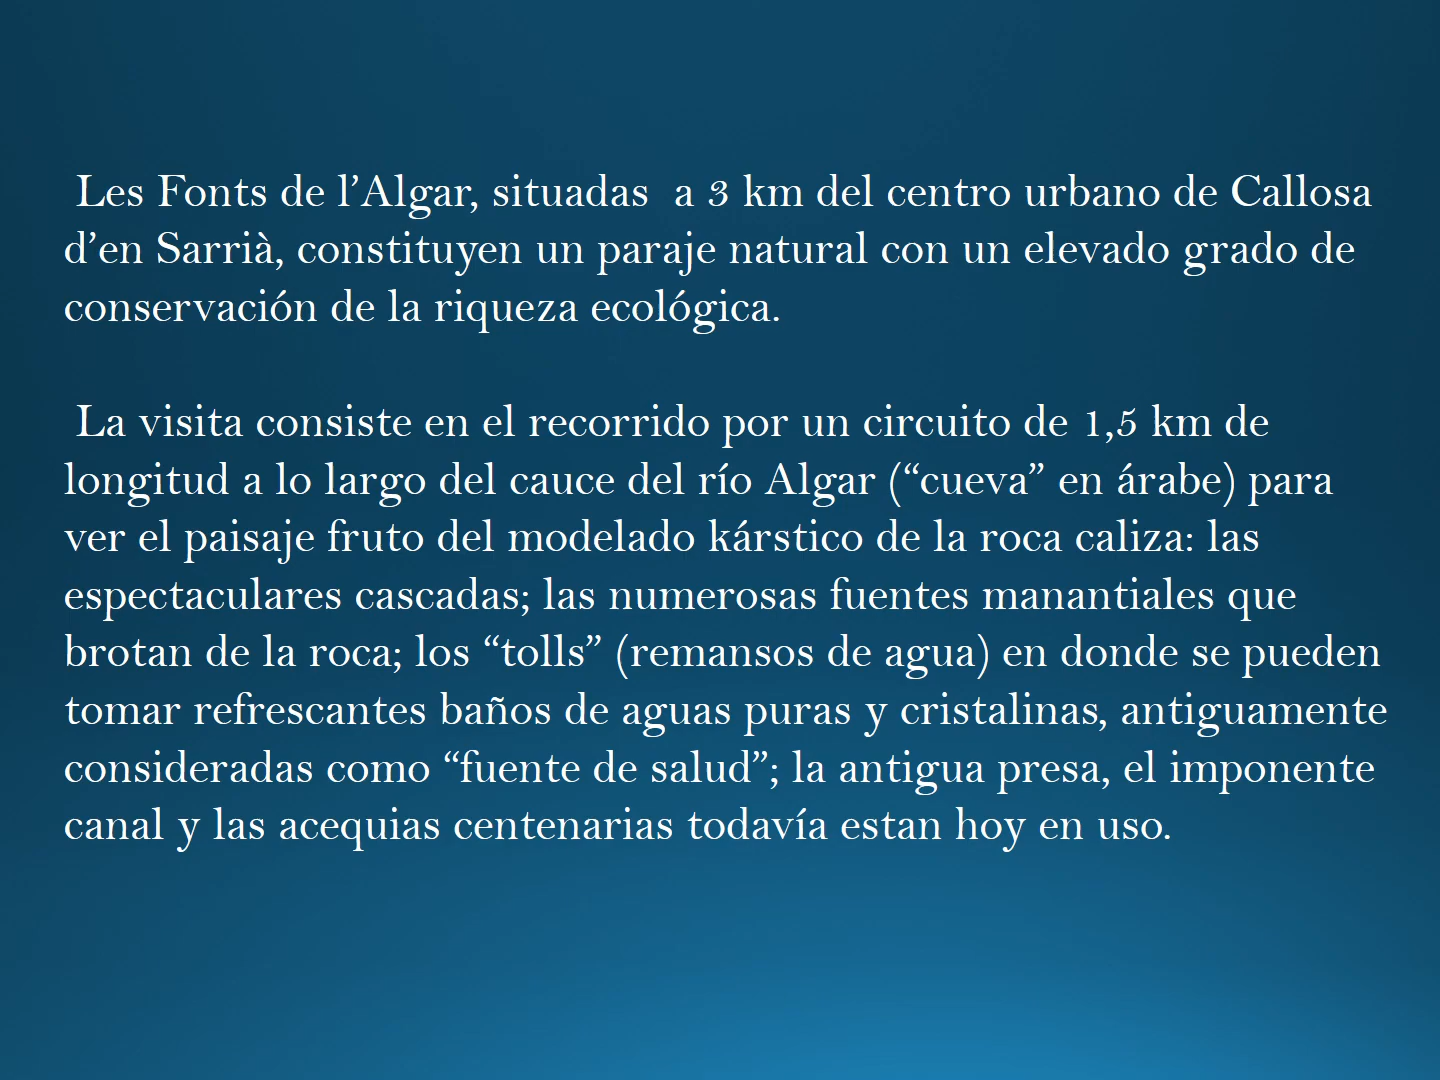 Les Fonts de l’Algar, situadas  a 3 km del centro urbano de Callosa
d’en Sarrià, constituyen un paraje natural con un elevado grado de
conservación de la riqueza ecológica.
La visita consiste en el recorrido por un circuito de 1,5 km de
longitud a lo largo del cauce del río Algar (“cueva” en árabe) para
ver el paisaje fruto del modelado kárstico de la roca caliza: las
espectaculares cascadas; las numerosas fuentes manantiales que
brotan de la roca; los “tolls” (remansos de agua) en donde se pueden
tomar refrescantes baños de aguas puras y cristalinas, antiguamente
consideradas como “fuente de salud”; la antigua presa, el imponente
canal y las acequias centenarias todavía estan hoy en uso.